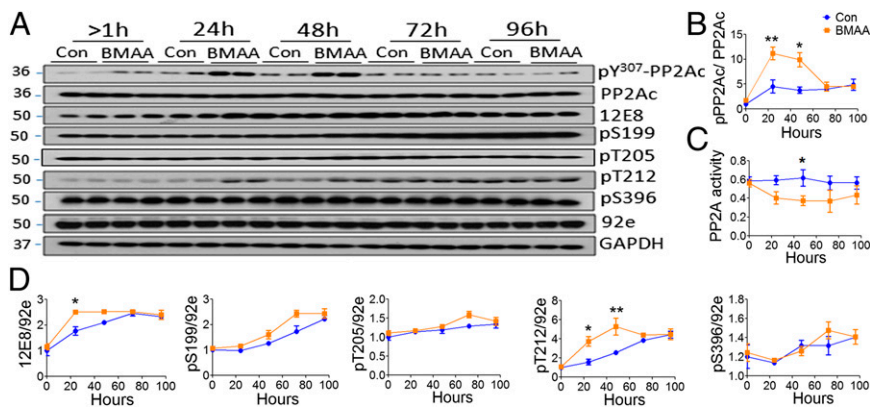 A
>1h 24h 48h 72h 96h
Con BMAA Con BMAA Con BMAA Con BMAA Con BMAA
36 pY307-PP2Ac
36 PP2Ac
50 12E8
50 pS199
50 pT205
50 pT212
50 pS396
50 92e
37 GAPDH
B
Con
BMAA
pPP2Ac/ PP2Ac
15
10
5
0
** *
0 20 40 60 80 100
Hours
C
PP2A activity
0.8
0.6
0.4
0.2
0.0
*
0 20 40 60 80 100
Hours
D
12E8/92e
3
2
1
0
*
0 20 40 60 80 100
Hours
pS199/92e
3
2
1
0
0 20 40 60 80 100
Hours
pT205/92e
2.0
1.5
1.0
0.5
0.0
0 20 40 60 80 100
Hours
pT212/92e
8
6
4
2
0
* **
0 20 40 60 80 100
Hours
pS396/92e
1.8
1.6
1.4
1.2
0 20 40 60 80 100
Hours